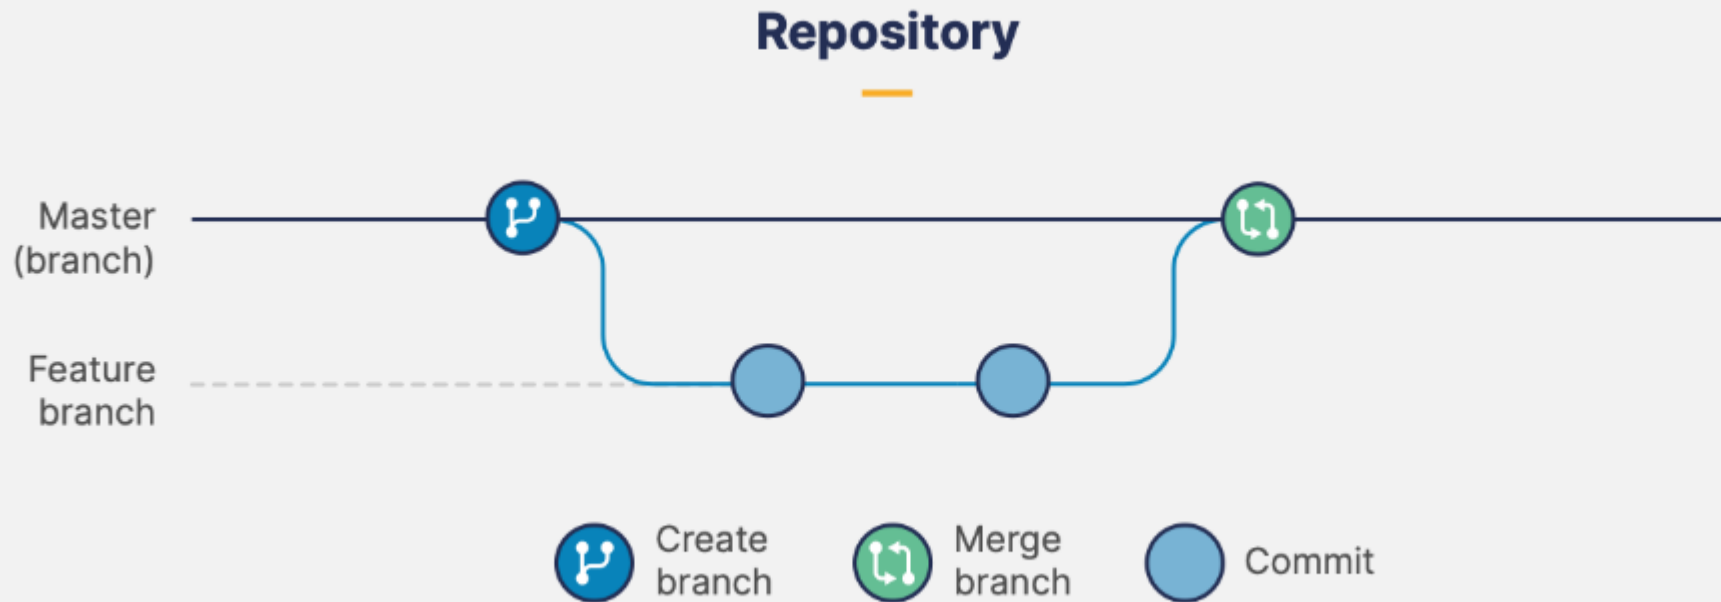 Repository
Master
(branch)
Feature
branch
Create
branch
Merge
branch
Commit